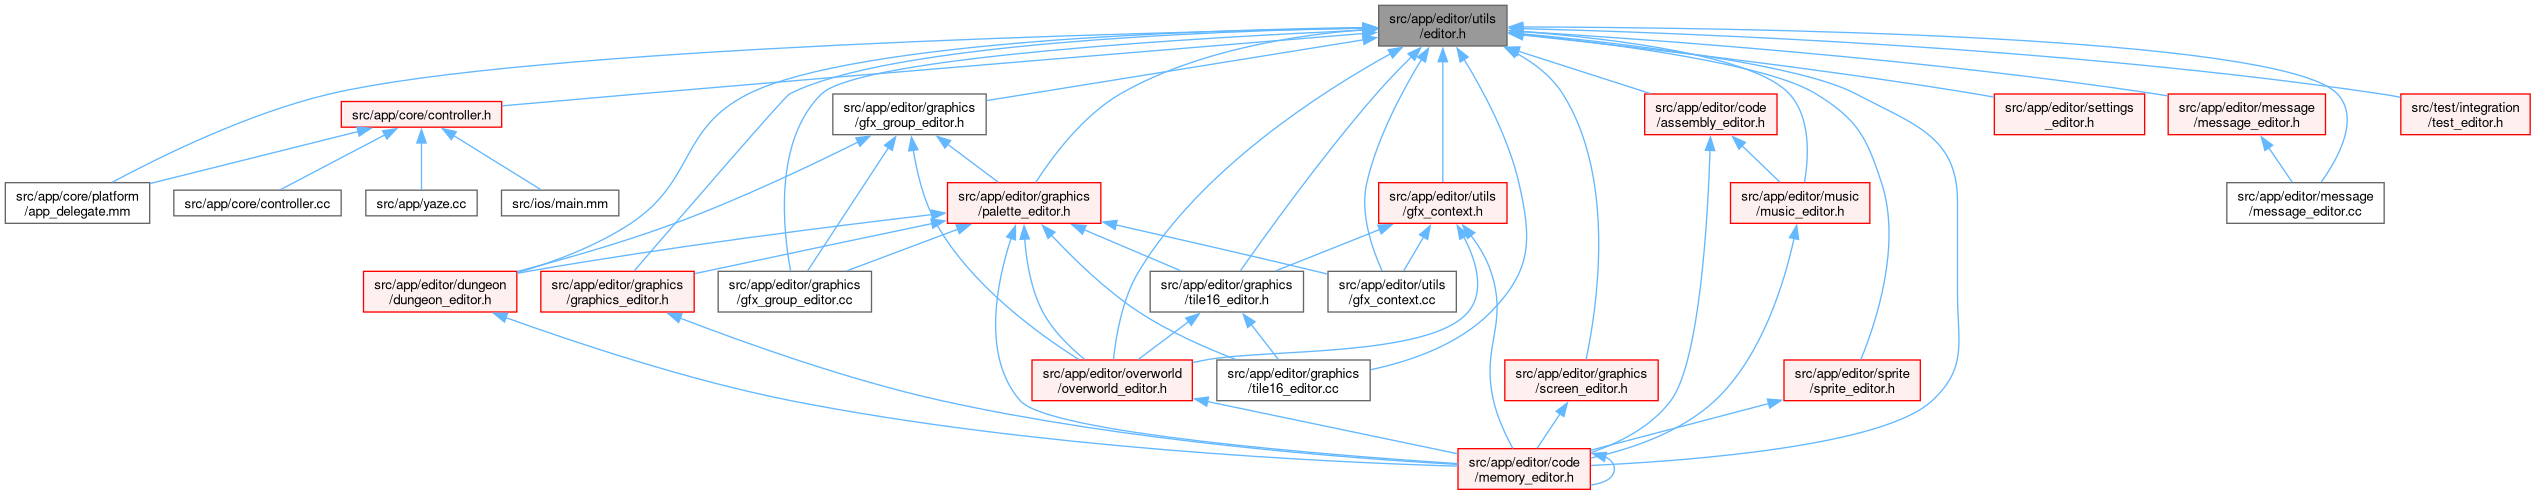 src/app/editor/utils
/editor.h
src/app/core/controller.h
src/app/editor/graphics
/gfx_group_editor.h
src/app/editor/code
/assembly_editor.h
src/app/editor/settings
_editor.h
src/app/editor/message
/message_editor.h
src/test/integration
/test_editor.h
src/app/core/platform
/app_delegate.mm
src/app/core/controller.cc
src/app/yaze.cc
src/ios/main.mm
src/app/editor/graphics
/palette_editor.h
src/app/editor/utils
/gfx_context.h
src/app/editor/music
/music_editor.h
src/app/editor/message
/message_editor.cc
src/app/editor/dungeon
/dungeon_editor.h
src/app/editor/graphics
/graphics_editor.h
src/app/editor/graphics
/gfx_group_editor.cc
src/app/editor/graphics
/tile16_editor.h
src/app/editor/utils
/gfx_context.cc
src/app/editor/overworld
/overworld_editor.h
src/app/editor/graphics
/tile16_editor.cc
src/app/editor/graphics
/screen_editor.h
src/app/editor/sprite
/sprite_editor.h
src/app/editor/code
/memory_editor.h